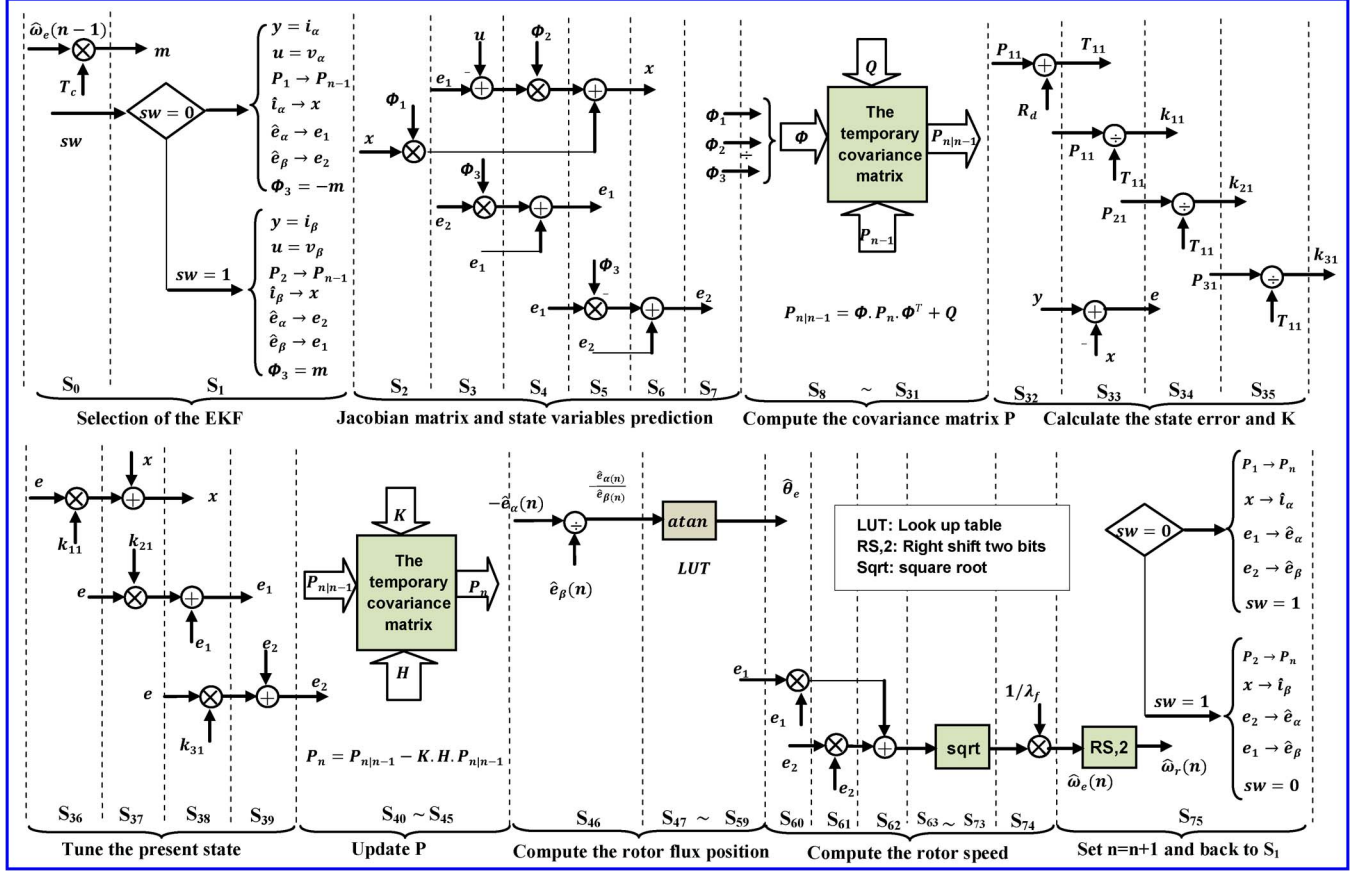 ω̂ₑ(n − 1)
m
T꜀
sw
sw = 0
y = iα
u = vα
P₁ → Pₙ₋₁
îα → x
êα → e₁
êβ → e₂
Φ₃ = −m
sw = 1
y = iβ
u = vβ
P₂ → Pₙ₋₁
îβ → x
êα → e₂
êβ → e₁
Φ₃ = m
S₀
S₁
Selection of the EKF
u
Φ₂
e₁
−
x
Φ₁
x
Φ₃
e₂
e₁
e₁
Φ₃
e₁
−
e₂
e₂
S₂
S₃
S₄
S₅
S₆
S₇
Jacobian matrix and state variables prediction
Φ₁
Φ₂
÷
Φ₃
Φ
Q
The
temporary
covariance
matrix
Pₙ|ₙ₋₁
Pₙ₋₁
Pₙ|ₙ₋₁ = Φ. Pₙ. Φᵀ + Q
S₈ ~ S₃₁
Compute the covariance matrix P
P₁₁
T₁₁
R_d
k₁₁
P₁₁
T₁₁
k₂₁
P₂₁
T₁₁
k₃₁
P₃₁
T₁₁
y
e
−
x
S₃₂
S₃₃
S₃₄
S₃₅
Calculate the state error and K
e
x
x
k₁₁
k₂₁
e
e₁
e₁
e₂
e
e₂
k₃₁
S₃₆
S₃₇
S₃₈
S₃₉
Tune the present state
K
Pₙ|ₙ₋₁
The
temporary
covariance
matrix
Pₙ
H
Pₙ = Pₙ|ₙ₋₁ − K. H. Pₙ|ₙ₋₁
S₄₀ ~ S₄₅
Update P
−êα(n)
êα(n)
êβ(n)
êβ(n)
atan
LUT
θ̂ₑ
S₄₆
S₄₇ ~ S₅₉
Compute the rotor flux position
LUT: Look up table
RS,2: Right shift two bits
Sqrt: square root
e₁
e₁
e₂
e₂
sqrt
1/λ_f
RS,2
ω̂ₑ(n)
ω̂ᵣ(n)
S₆₀
S₆₁
S₆₂
S₆₃ ~ S₇₃
S₇₄
Compute the rotor speed
sw = 0
P₁ → Pₙ
x → îα
e₁ → êα
e₂ → êβ
sw = 1
sw = 1
P₂ → Pₙ
x → îβ
e₂ → êα
e₁ → êβ
sw = 0
S₇₅
Set n=n+1 and back to S₁